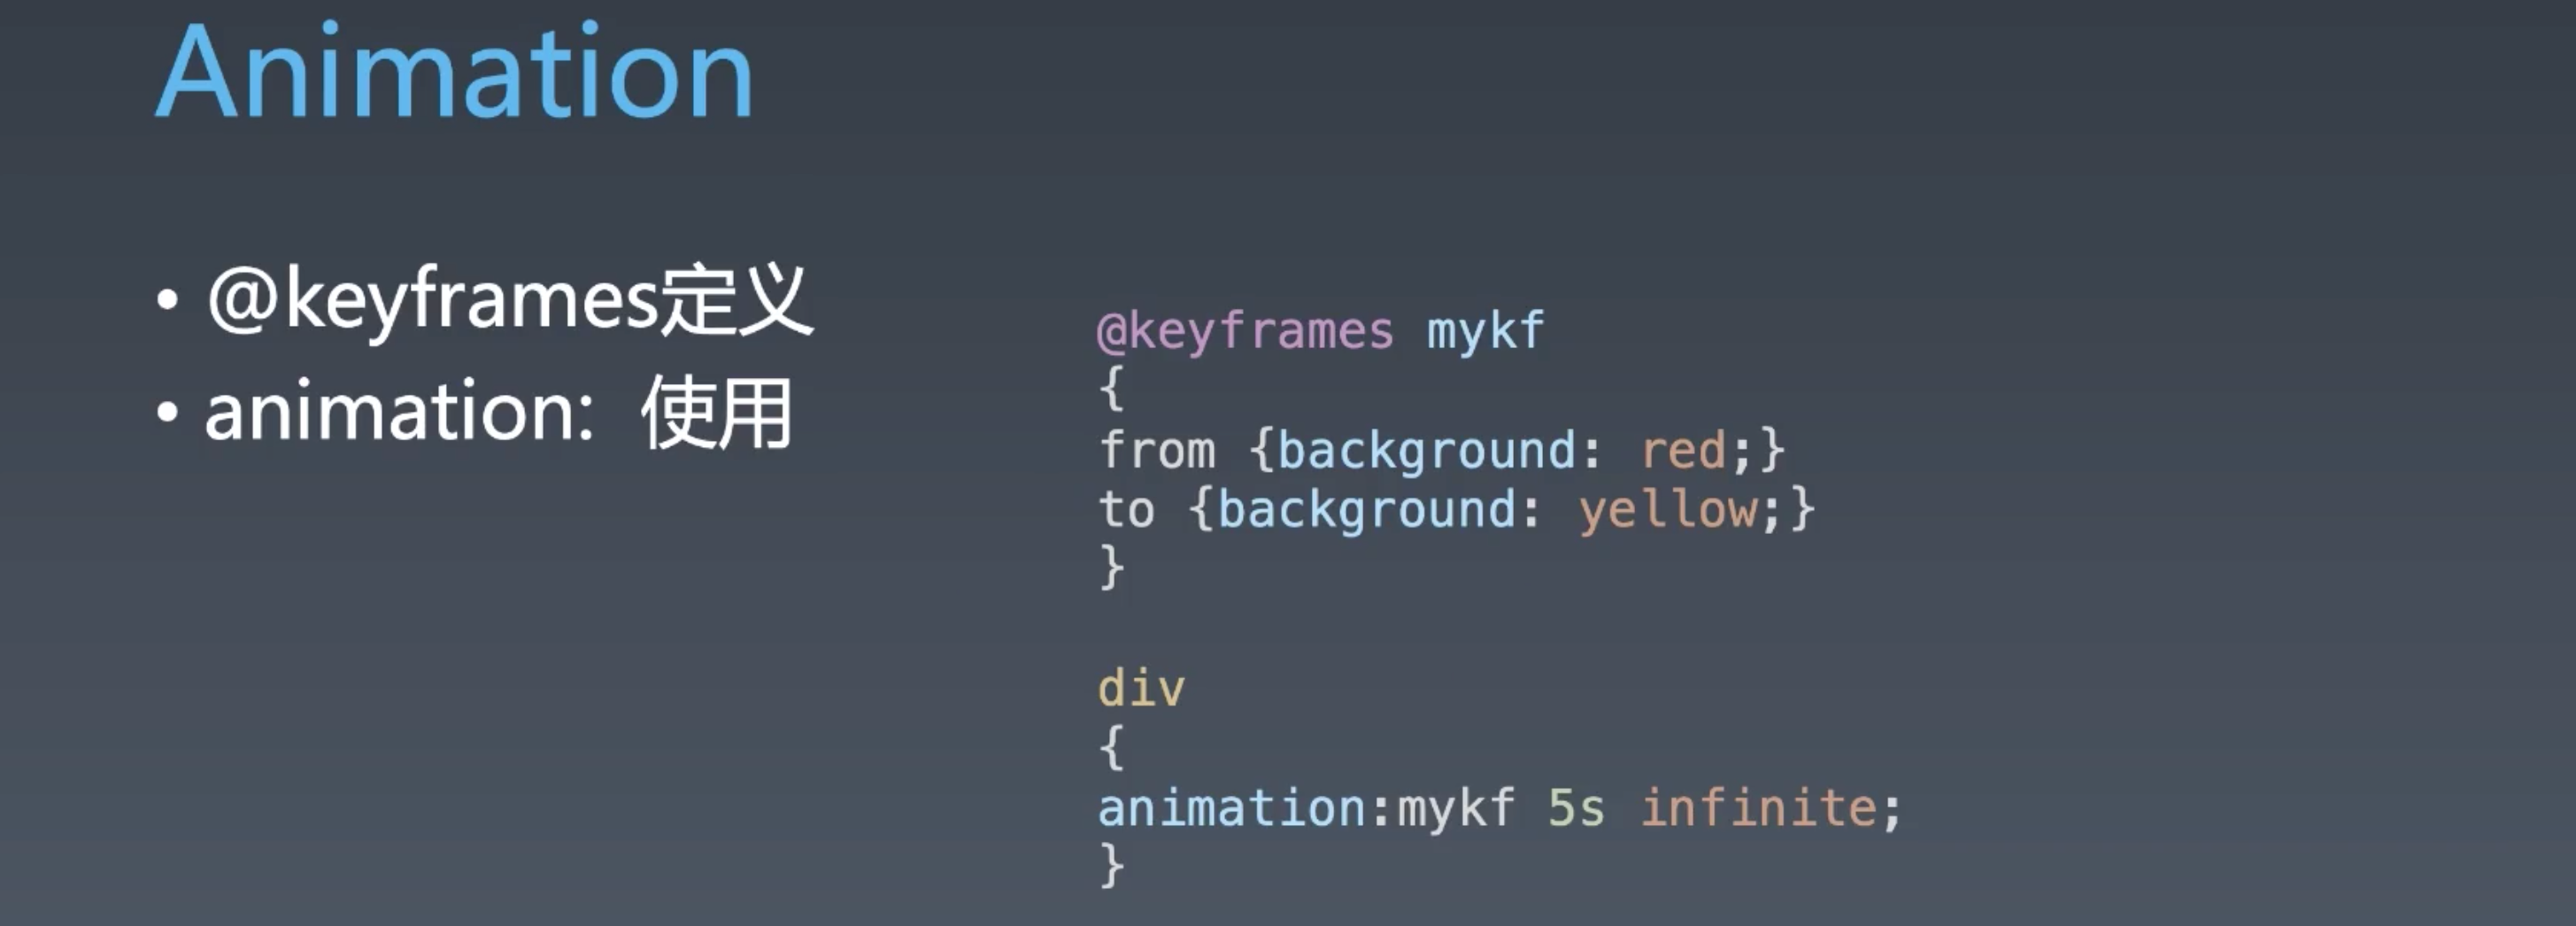 Animation
• @keyframes定义
• animation: 使用
@keyframes mykf
{
from {background: red;}
to {background: yellow;}
}
div
{
animation:mykf 5s infinite;
}